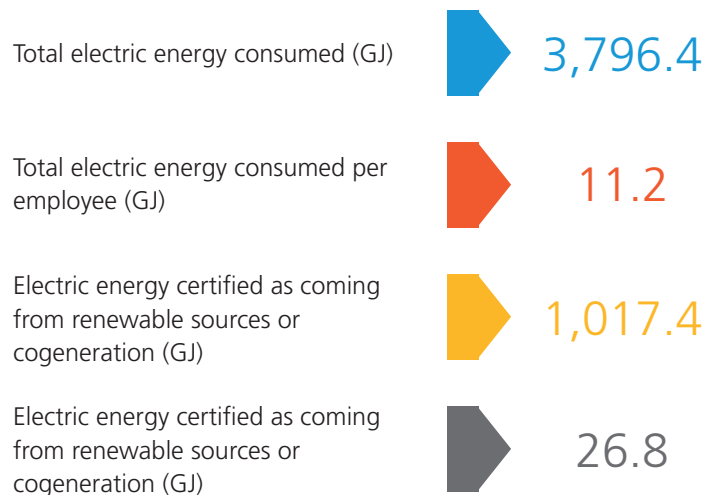 Total electric energy consumed (GJ)
3,796.4
Total electric energy consumed per
employee (GJ)
11.2
Electric energy certified as coming
from renewable sources or
cogeneration (GJ)
1,017.4
Electric energy certified as coming
from renewable sources or
cogeneration (GJ)
26.8